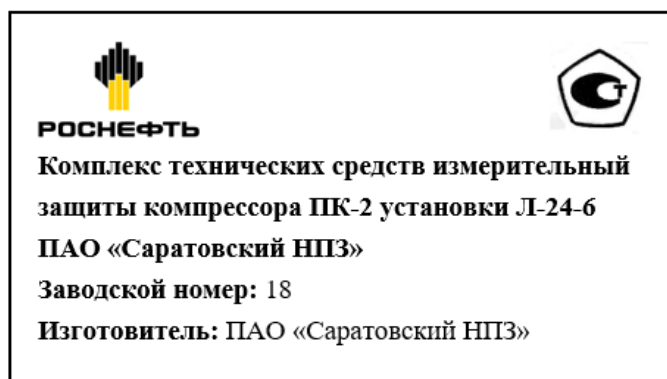 РОСНЕФТЬ
Комплекс технических средств измерительный
защиты компрессора ПК-2 установки Л-24-6
ПАО «Саратовский НПЗ»
Заводской номер: 18
Изготовитель: ПАО «Саратовский НПЗ»